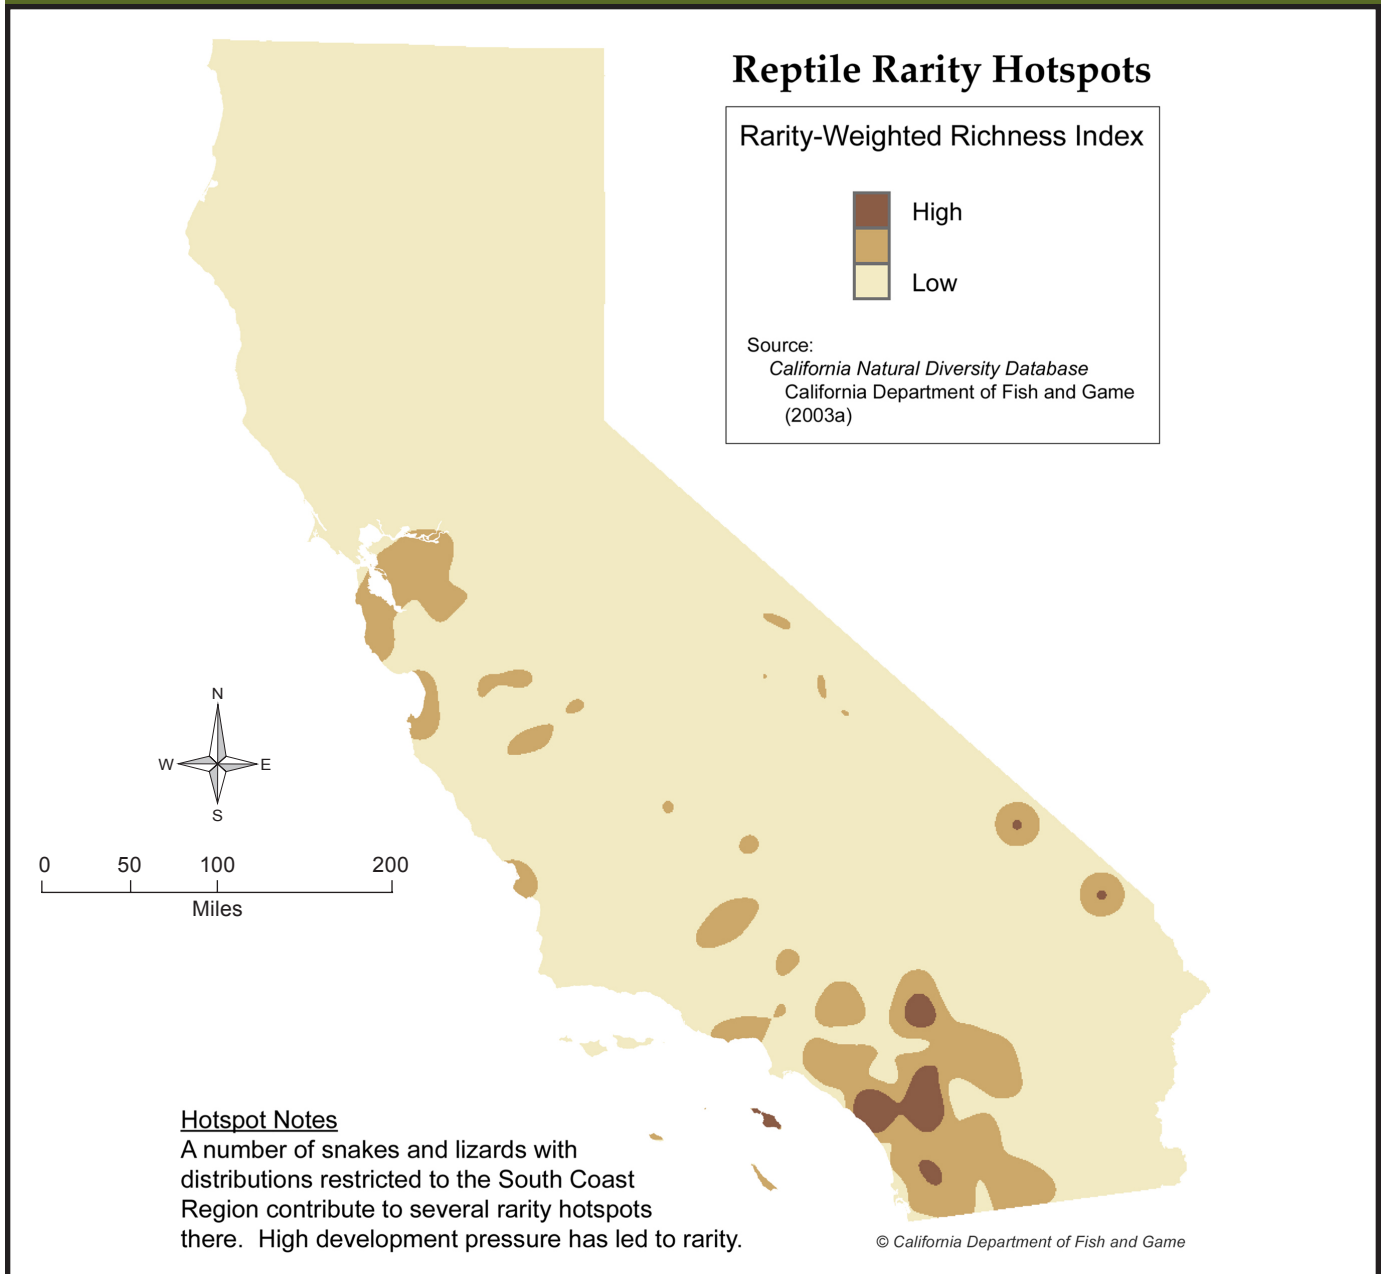 Reptile Rarity Hotspots
Rarity-Weighted Richness Index
High
Low
Source:
California Natural Diversity Database
California Department of Fish and Game
(2003a)
N
W
E
S
0 50 100 200
Miles
Hotspot Notes
A number of snakes and lizards with
distributions restricted to the South Coast
Region contribute to several rarity hotspots
there. High development pressure has led to rarity.
© California Department of Fish and Game